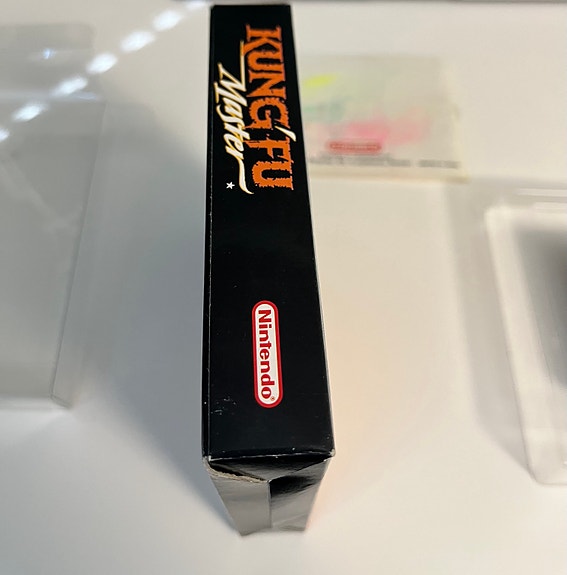 KUNG FU
Master
Nintendo®